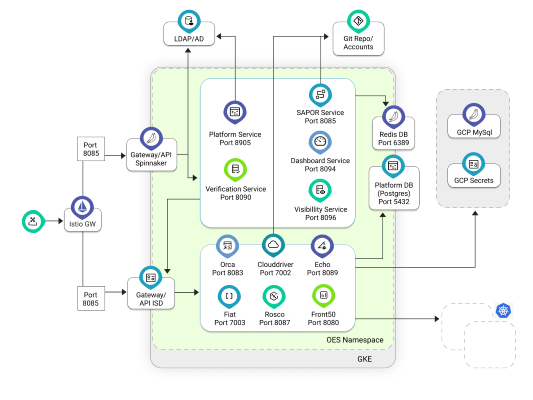 LDAP/AD
Git Repo/
Accounts
Platform Service
Port 8905
SAPOR Service
Port 8085
Verification Service
Port 8090
Dashboard Service
Port 8094
Visibility Service
Port 8096
Redis DB
Port 6389
Platform DB
(Postgres)
Port 5432
GCP MySql
GCP Secrets
Port
8085
Gateway/API
Spinnaker
Istio GW
Port
8085
Gateway/
API ISD
Orca
Port 8083
Clouddriver
Port 7002
Echo
Port 8089
Fiat
Port 7003
Rosco
Port 8087
Front50
Port 8080
OES Namespace
GKE